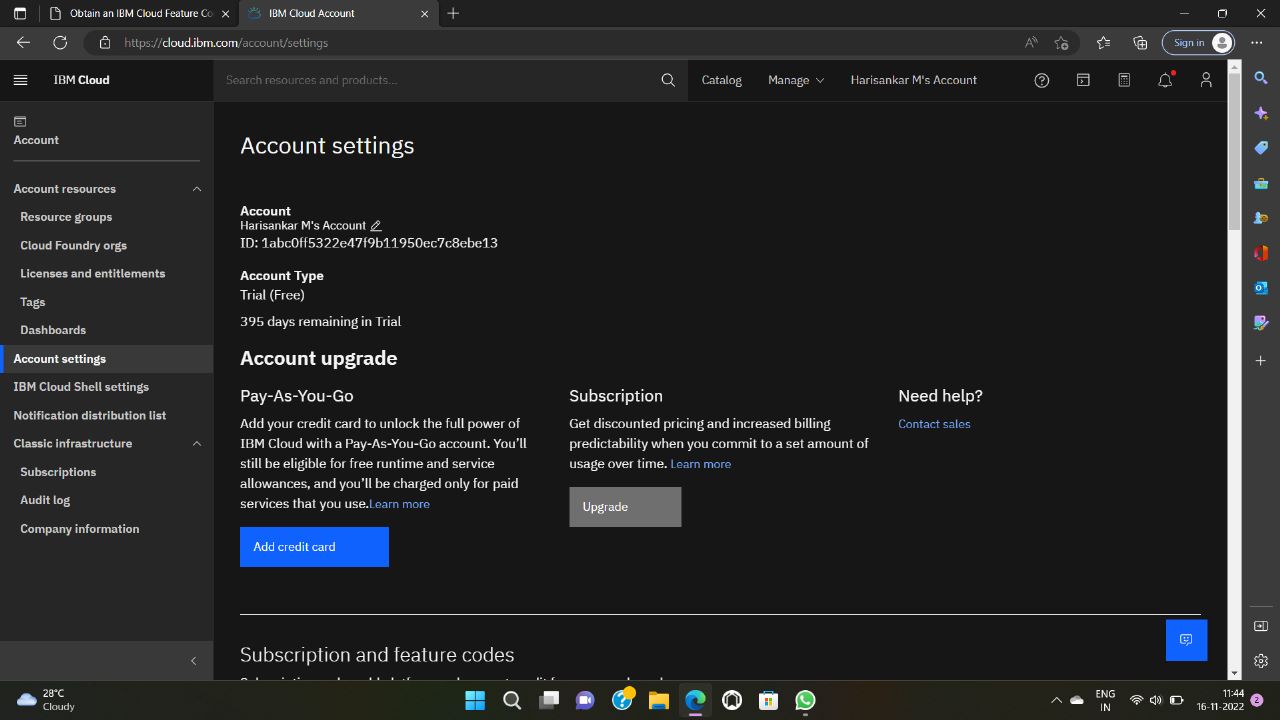 Obtain an IBM Cloud Feature Co
IBM Cloud Account
https://cloud.ibm.com/account/settings
Sign in
IBM Cloud
Search resources and products...
Catalog
Manage
Harisankar M's Account
Account
Account resources
Resource groups
Cloud Foundry orgs
Licenses and entitlements
Tags
Dashboards
Account settings
IBM Cloud Shell settings
Notification distribution list
Classic infrastructure
Subscriptions
Audit log
Company information
Account settings
Account
Harisankar M's Account
ID: 1abc0ff5322e47f9b11950ec7c8ebe13
Account Type
Trial (Free)
395 days remaining in Trial
Account upgrade
Pay-As-You-Go
Add your credit card to unlock the full power of
IBM Cloud with a Pay-As-You-Go account. You’ll
still be eligible for free runtime and service
allowances, and you’ll be charged only for paid
services that you use.Learn more
Add credit card
Subscription
Get discounted pricing and increased billing
predictability when you commit to a set amount of
usage over time. Learn more
Upgrade
Need help?
Contact sales
Subscription and feature codes
28°C
Cloudy
ENG
IN
11:44
16-11-2022
2